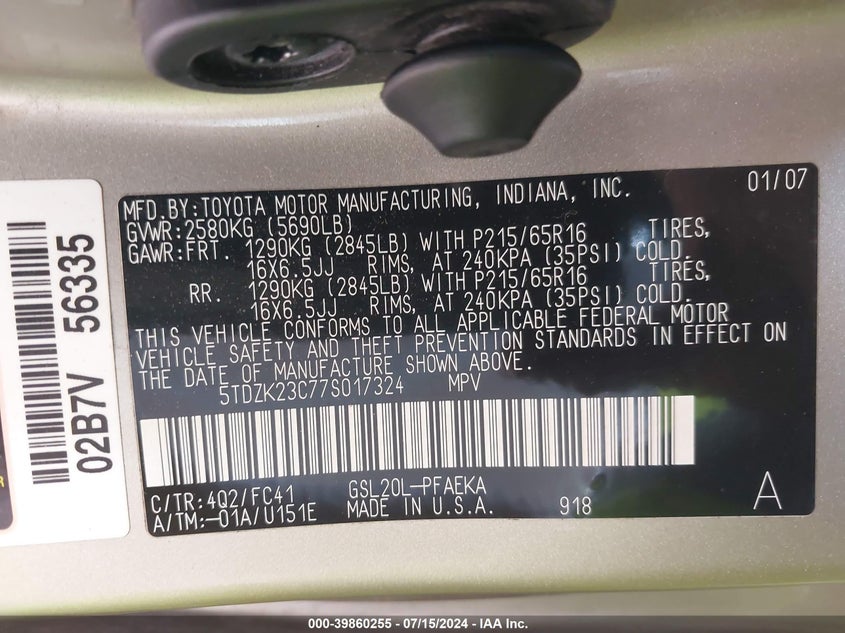 MFD.BY:TOYOTA MOTOR MANUFACTURING, INDIANA, INC. 01/07
GVWR:2580KG (5690LB)
GAWR:FRT. 1290KG (2845LB) WITH P215/65R16 TIRES,
16X6.5JJ RIMS, AT 240KPA (35PSI) COLD.
RR. 1290KG (2845LB) WITH P215/65R16 TIRES,
16X6.5JJ RIMS, AT 240KPA (35PSI) COLD.
THIS VEHICLE CONFORMS TO ALL APPLICABLE FEDERAL MOTOR
VEHICLE SAFETY AND THEFT PREVENTION STANDARDS IN EFFECT ON
THE DATE OF MANUFACTURE SHOWN ABOVE.
5TDZK23C77S017324 MPV
C/TR:4Q2/FC41 GSL20L-PFAEKA
A/TM:-01A/U151E MADE IN U.S.A. 918 A
02B7V 56335
000-39860255 - 07/15/2024 - IAA Inc.